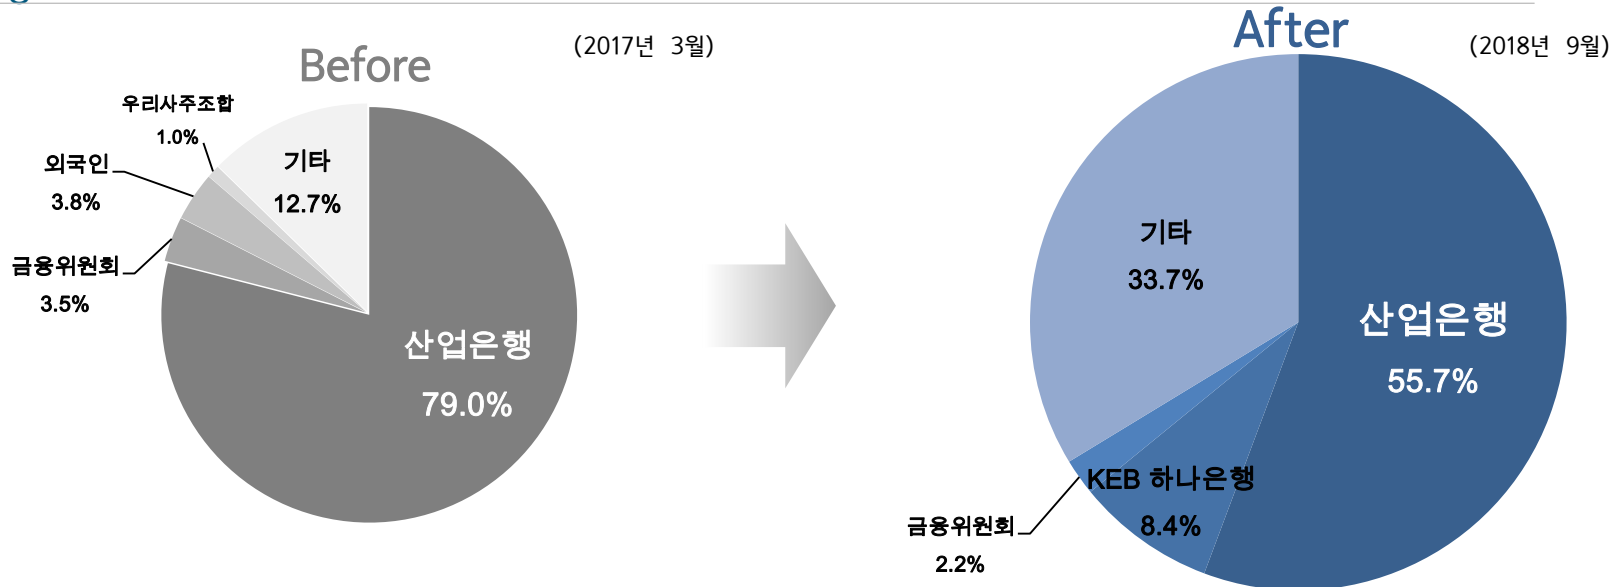 Before
(2017년 3월)
우리사주조합
1.0%
외국인
3.8%
금융위원회
3.5%
기타
12.7%
산업은행
79.0%
After
(2018년 9월)
기타
33.7%
산업은행
55.7%
KEB 하나은행
8.4%
금융위원회
2.2%